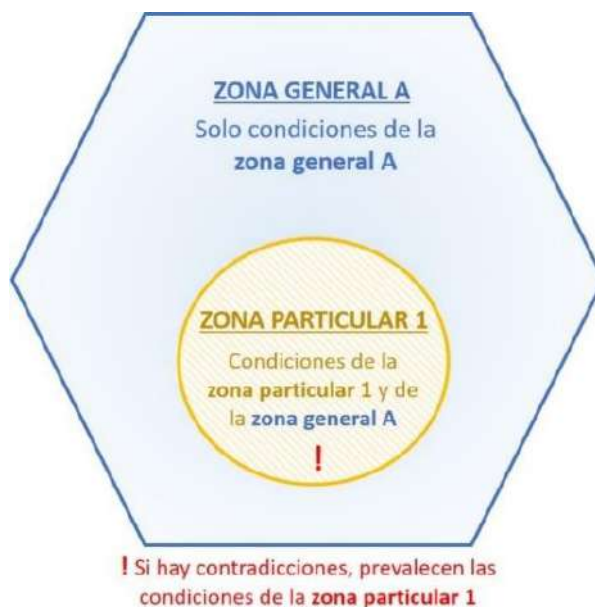 ZONA GENERAL A
Solo condiciones de la
zona general A
ZONA PARTICULAR 1
Condiciones de la
zona particular 1 y de
la zona general A
!
! Si hay contradicciones, prevalecen las
condiciones de la zona particular 1